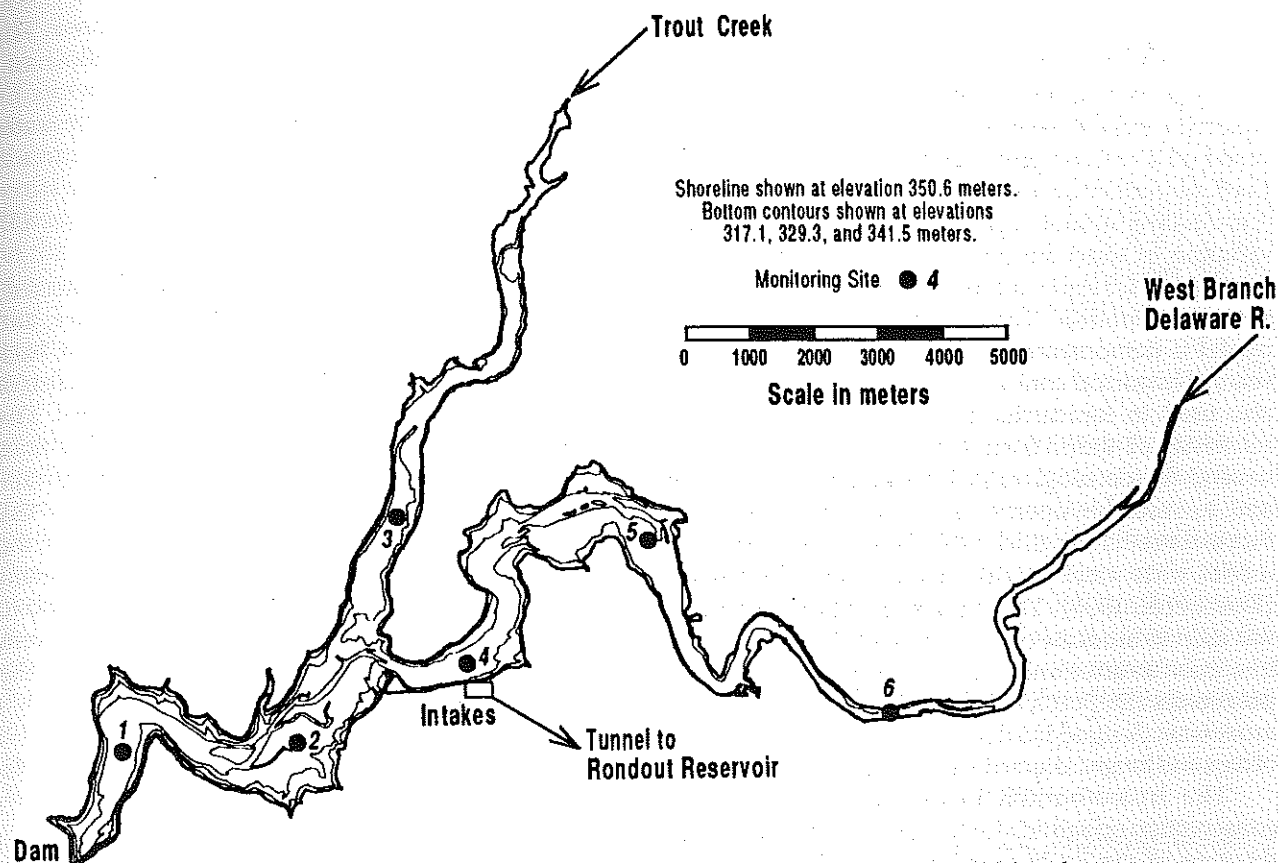 Trout Creek
Shoreline shown at elevation 350.6 meters.
Bottom contours shown at elevations
317.1, 329.3, and 341.5 meters.
Monitoring Site 4
West Branch
Delaware R.
0 1000 2000 3000 4000 5000
Scale in meters
3
5
4
6
Intakes
1
2
Tunnel to
Rondout Reservoir
Dam